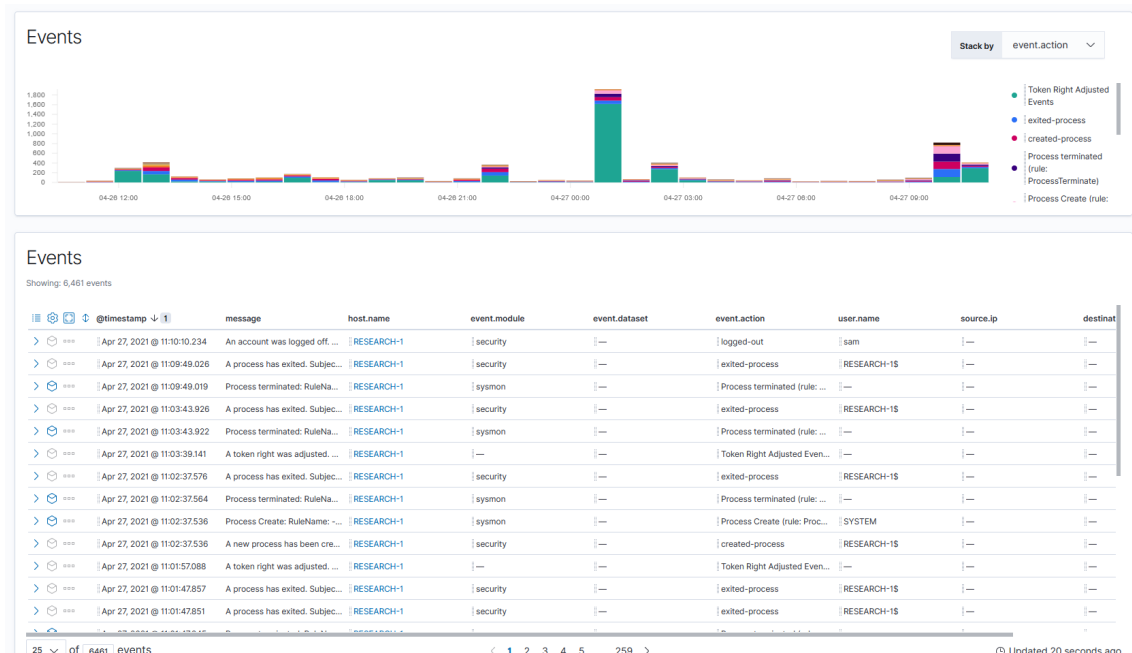 Events
Stack by event.action
1,800
1,600
1,400
1,200
1,000
800
600
400
200
0
04-26 12:00 04-26 15:00 04-26 18:00 04-26 21:00 04-27 00:00 04-27 03:00 04-27 06:00 04-27 09:00
Token Right Adjusted
Events
exited-process
created-process
Process terminated
(rule:
ProcessTerminate)
Process Create (rule:
Events
Showing: 6,461 events
@timestamp 1 message host.name event.module event.dataset event.action user.name source.ip destinat
Apr 27, 2021 @ 11:10:10.234 An account was logged off. ... RESEARCH-1 security — logged-out sam — —
Apr 27, 2021 @ 11:09:49.026 A process has exited. Subjec... RESEARCH-1 security — exited-process RESEARCH-1$ — —
Apr 27, 2021 @ 11:09:49.019 Process terminated: RuleNa... RESEARCH-1 sysmon — Process terminated (rule: ... — — —
Apr 27, 2021 @ 11:03:43.926 A process has exited. Subjec... RESEARCH-1 security — exited-process RESEARCH-1$ — —
Apr 27, 2021 @ 11:03:43.922 Process terminated: RuleNa... RESEARCH-1 sysmon — Process terminated (rule: ... — — —
Apr 27, 2021 @ 11:03:39.141 A token right was adjusted. ... RESEARCH-1 — — Token Right Adjusted Even... — — —
Apr 27, 2021 @ 11:02:37.576 A process has exited. Subjec... RESEARCH-1 security — exited-process RESEARCH-1$ — —
Apr 27, 2021 @ 11:02:37.564 Process terminated: RuleNa... RESEARCH-1 sysmon — Process terminated (rule: ... — — —
Apr 27, 2021 @ 11:02:37.536 Process Create: RuleName: -... RESEARCH-1 sysmon — Process Create (rule: Proc... SYSTEM — —
Apr 27, 2021 @ 11:02:37.536 A new process has been cre... RESEARCH-1 security — created-process RESEARCH-1$ — —
Apr 27, 2021 @ 11:01:57.088 A token right was adjusted. ... RESEARCH-1 — — Token Right Adjusted Even... — — —
Apr 27, 2021 @ 11:01:47.857 A process has exited. Subjec... RESEARCH-1 security — exited-process RESEARCH-1$ — —
Apr 27, 2021 @ 11:01:47.851 A process has exited. Subjec... RESEARCH-1 security — exited-process RESEARCH-1$ — —
25 of 6461 events 1 2 3 4 5 ... 259 Updated 20 seconds ago